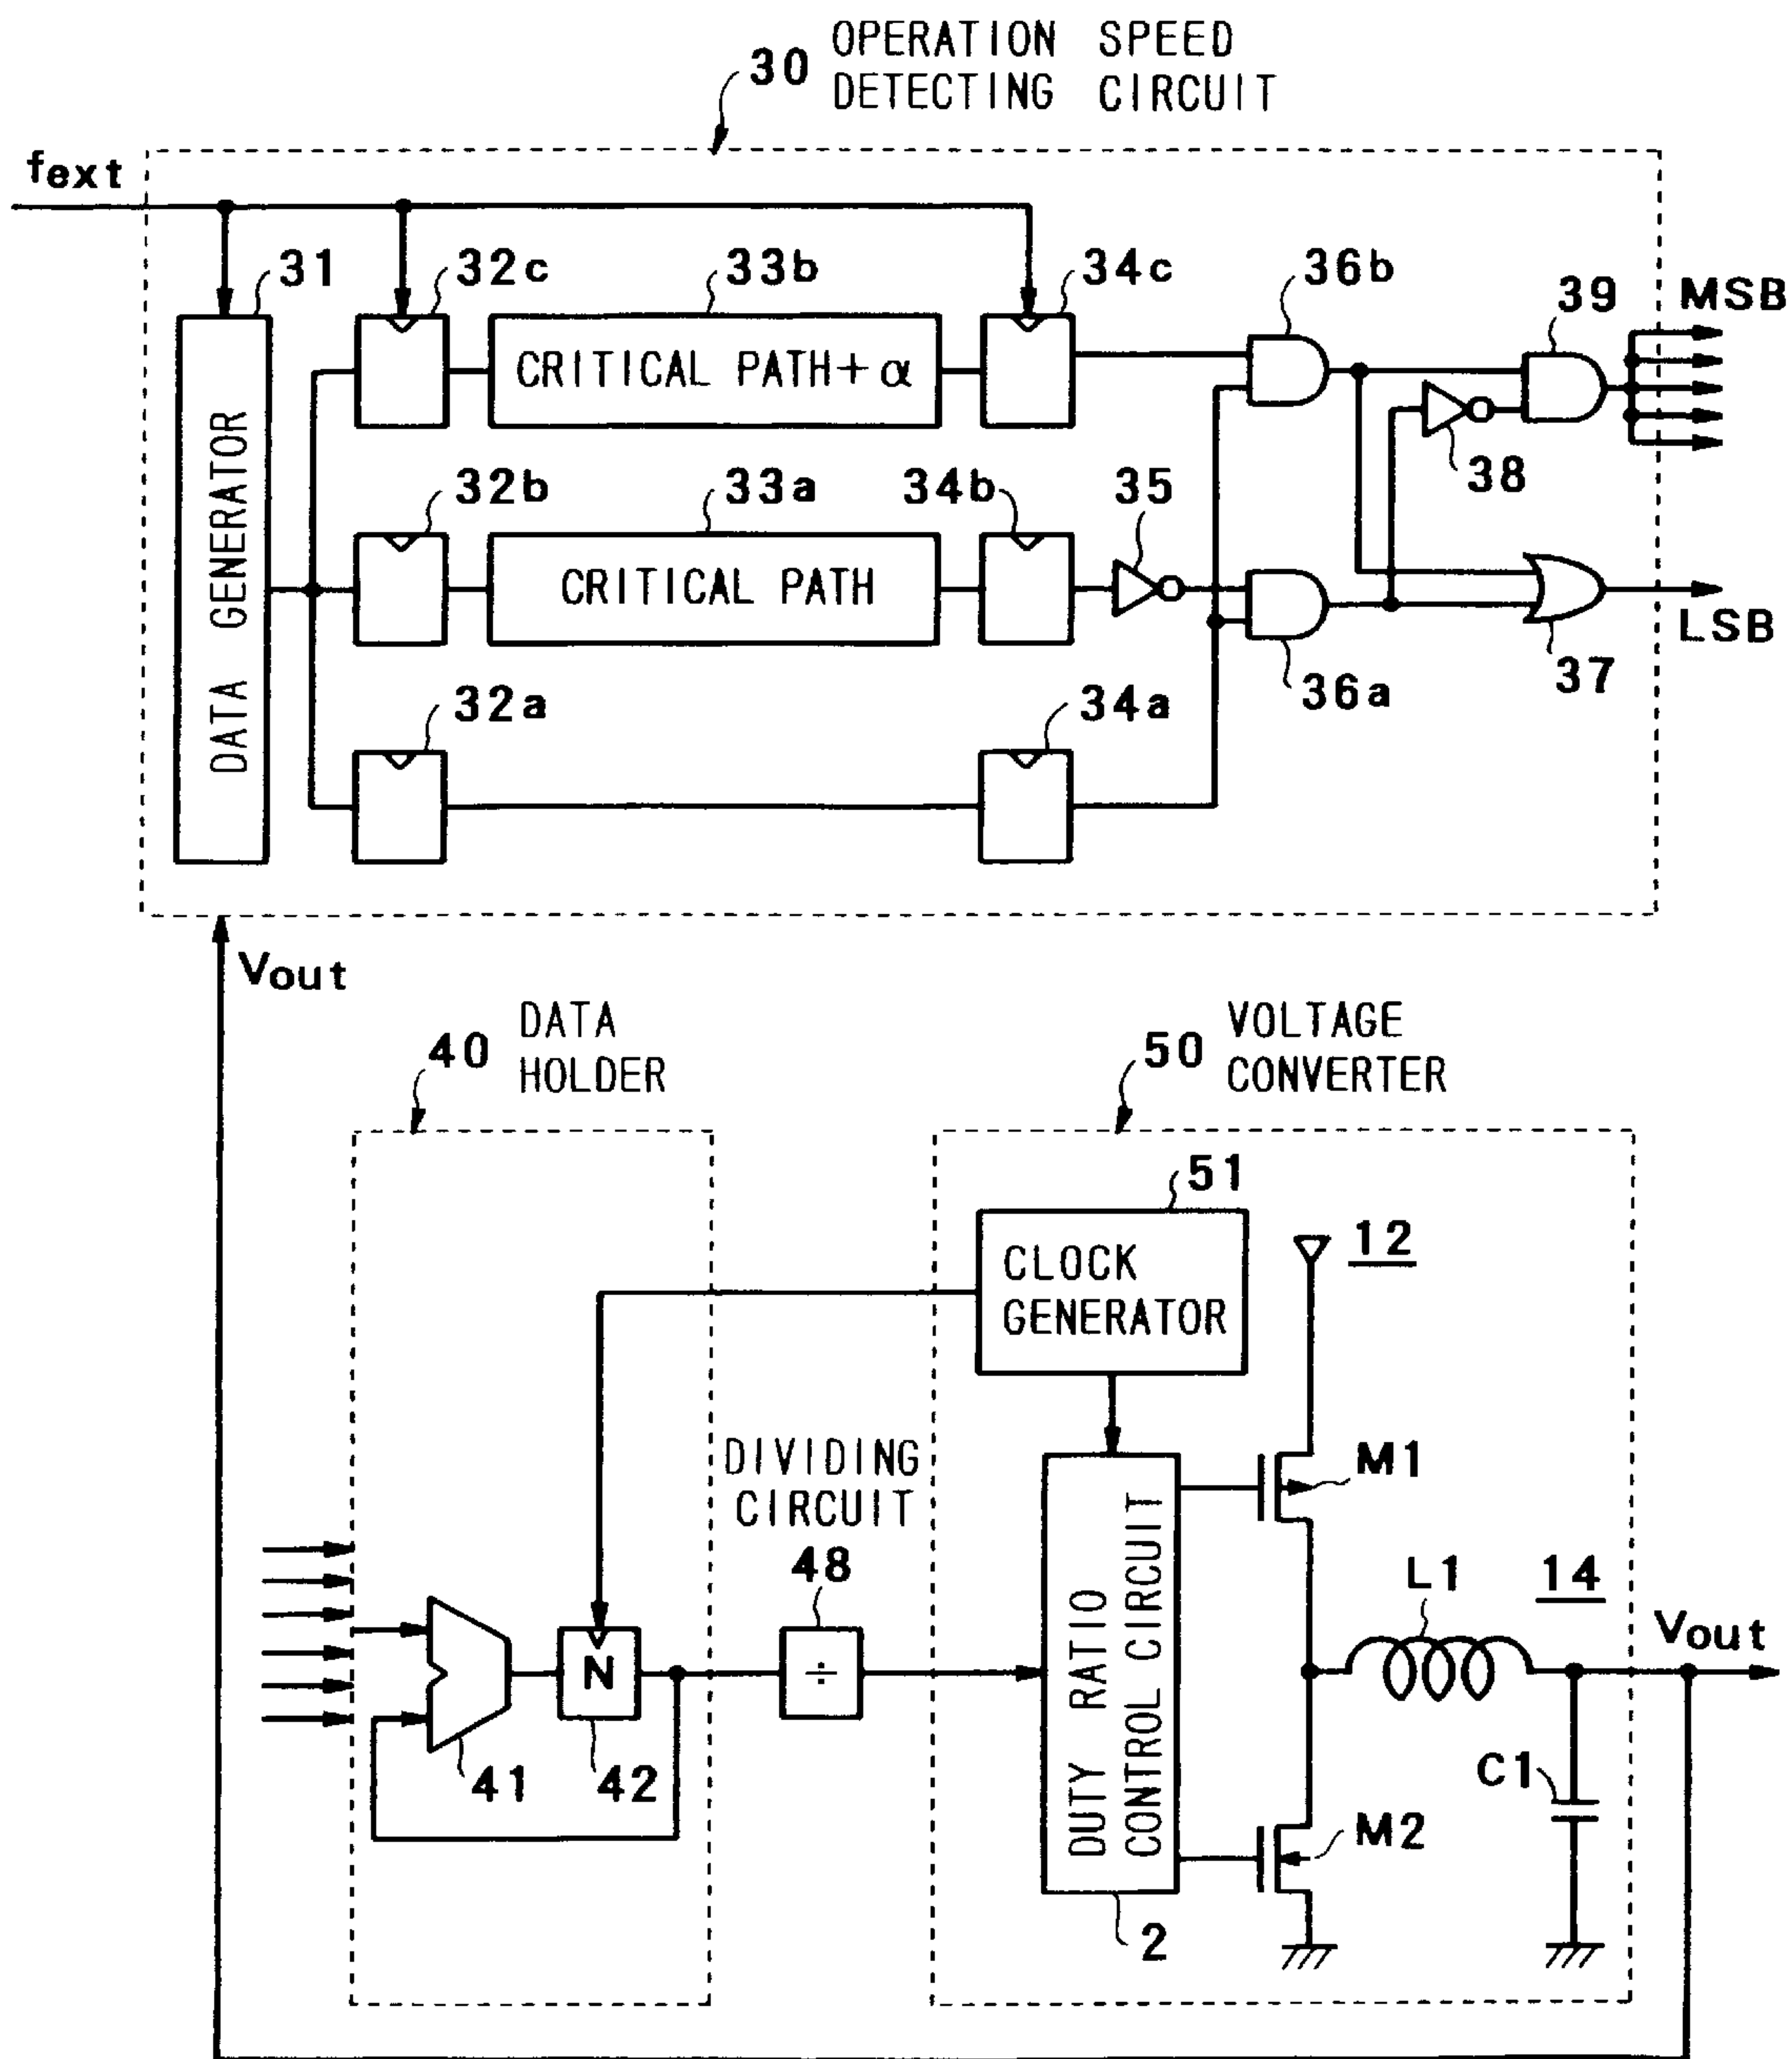 30 OPERATION SPEED
DETECTING CIRCUIT
fext
31
32c
33b
34c
36b
39
MSB
CRITICAL PATH+α
38
DATA GENERATOR
32b
33a
34b
35
CRITICAL PATH
LSB
37
36a
32a
34a
Vout
40 DATA
HOLDER
50 VOLTAGE
CONVERTER
51
CLOCK
GENERATOR
12
DIVIDING
CIRCUIT
48
M1
L1
14
Vout
N
÷
DUTY RATIO
CONTROL CIRCUIT
41
42
C1
M2
2